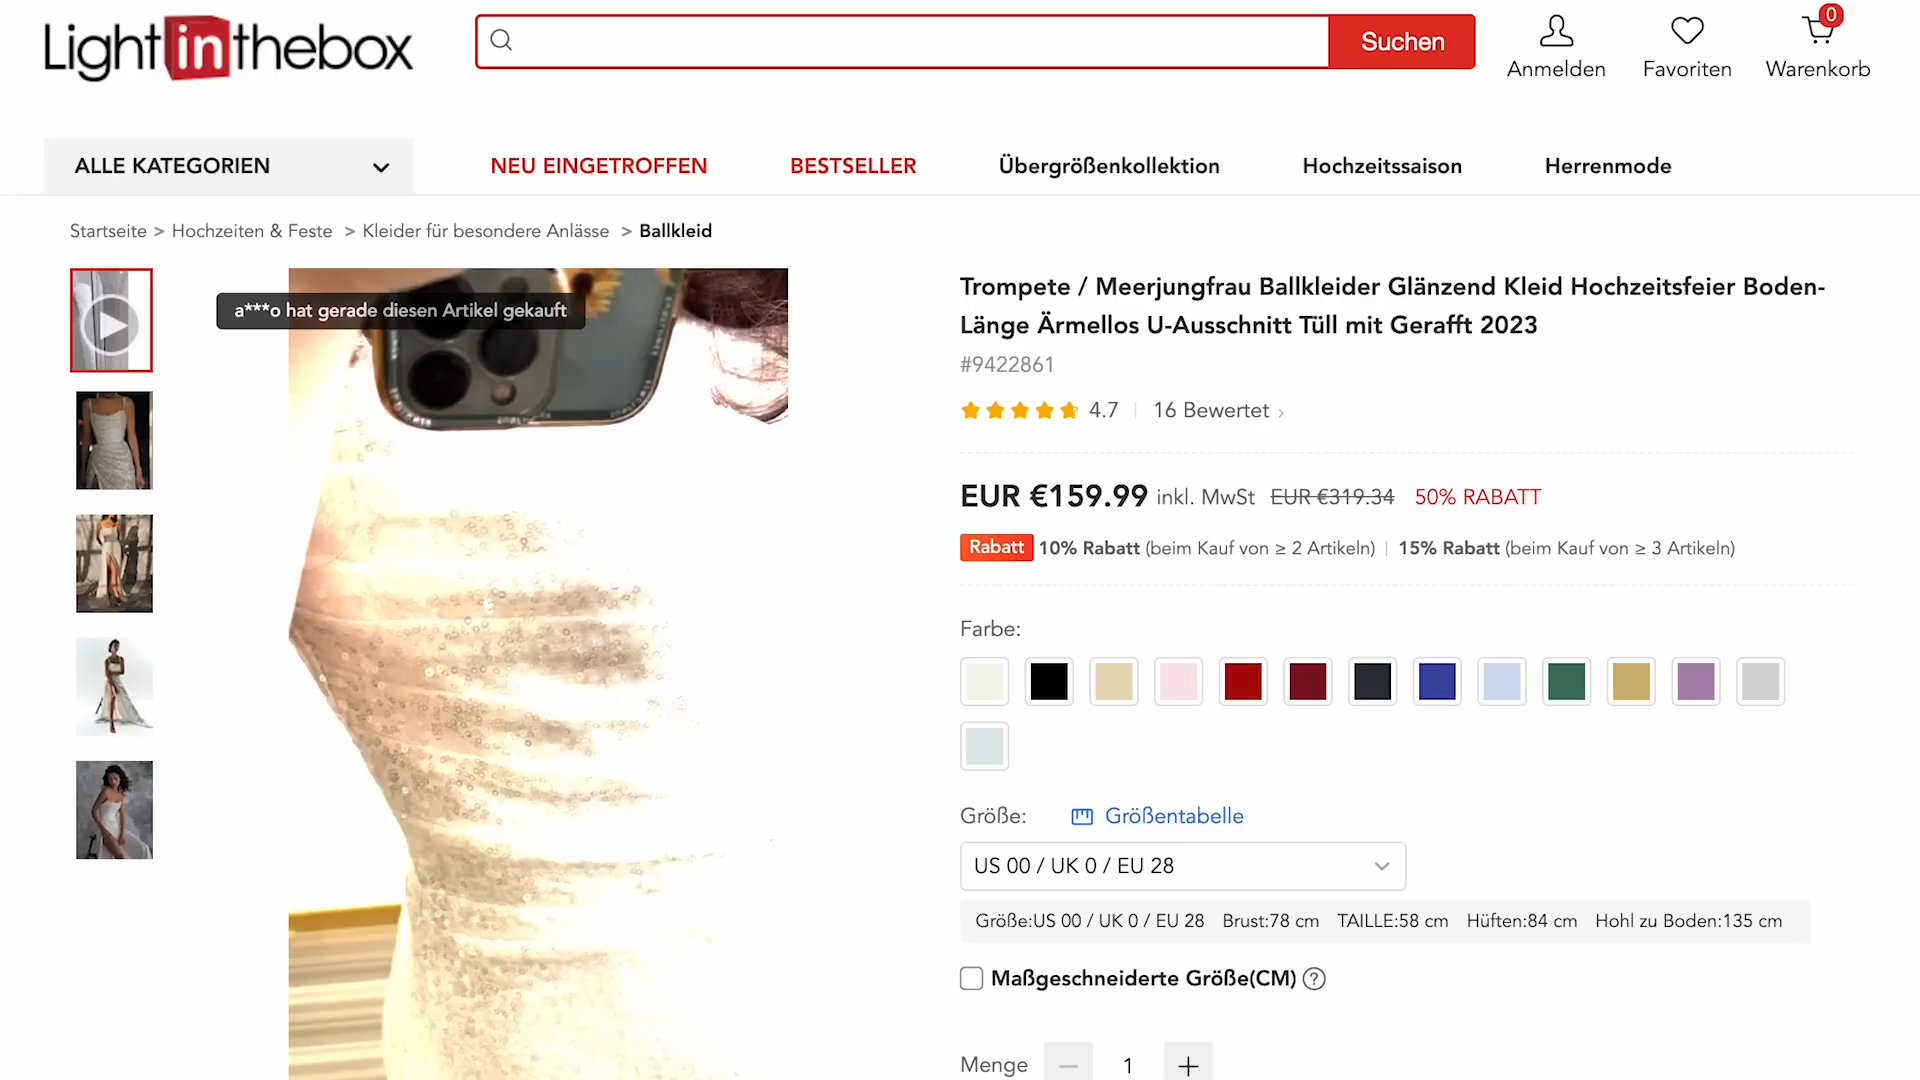 Lightinthebox
Suchen
Anmelden
Favoriten
0
Warenkorb
ALLE KATEGORIEN
NEU EINGETROFFEN
BESTSELLER
Übergrößenkollektion
Hochzeitssaison
Herrenmode
Startseite > Hochzeiten & Feste > Kleider für besondere Anlässe > Ballkleid
a***o hat gerade diesen Artikel gekauft
Trompete / Meerjungfrau Ballkleider Glänzend Kleid Hochzeitsfeier Boden-
Länge Ärmellos U-Ausschnitt Tüll mit Gerafft 2023
#9422861
4.7 | 16 Bewertet ›
EUR €159.99 inkl. MwSt EUR €319.34 50% RABATT
Rabatt 10% Rabatt (beim Kauf von ≥ 2 Artikeln) | 15% Rabatt (beim Kauf von ≥ 3 Artikeln)
Farbe:
Größe: Größentabelle
US 00 / UK 0 / EU 28
Größe:US 00 / UK 0 / EU 28 Brust:78 cm TAILLE:58 cm Hüften:84 cm Hohl zu Boden:135 cm
Maßgeschneiderte Größe(CM) ?
Menge — 1 +